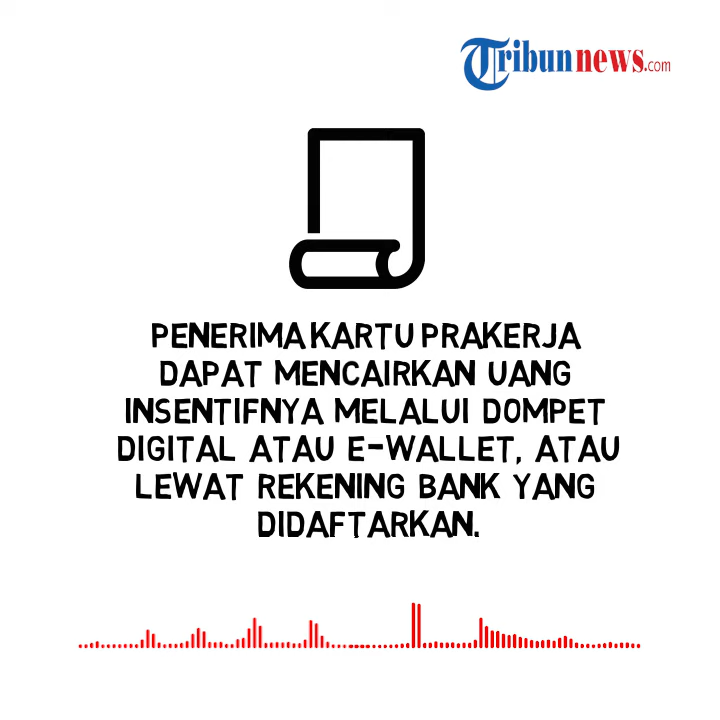 Tribunnews.com
PENERIMA KARTU PRAKERJA
DAPAT MENCAIRKAN UANG
INSENTIFNYA MELALUI DOMPET
DIGITAL ATAU E-WALLET, ATAU
LEWAT REKENING BANK YANG
DIDAFTARKAN.